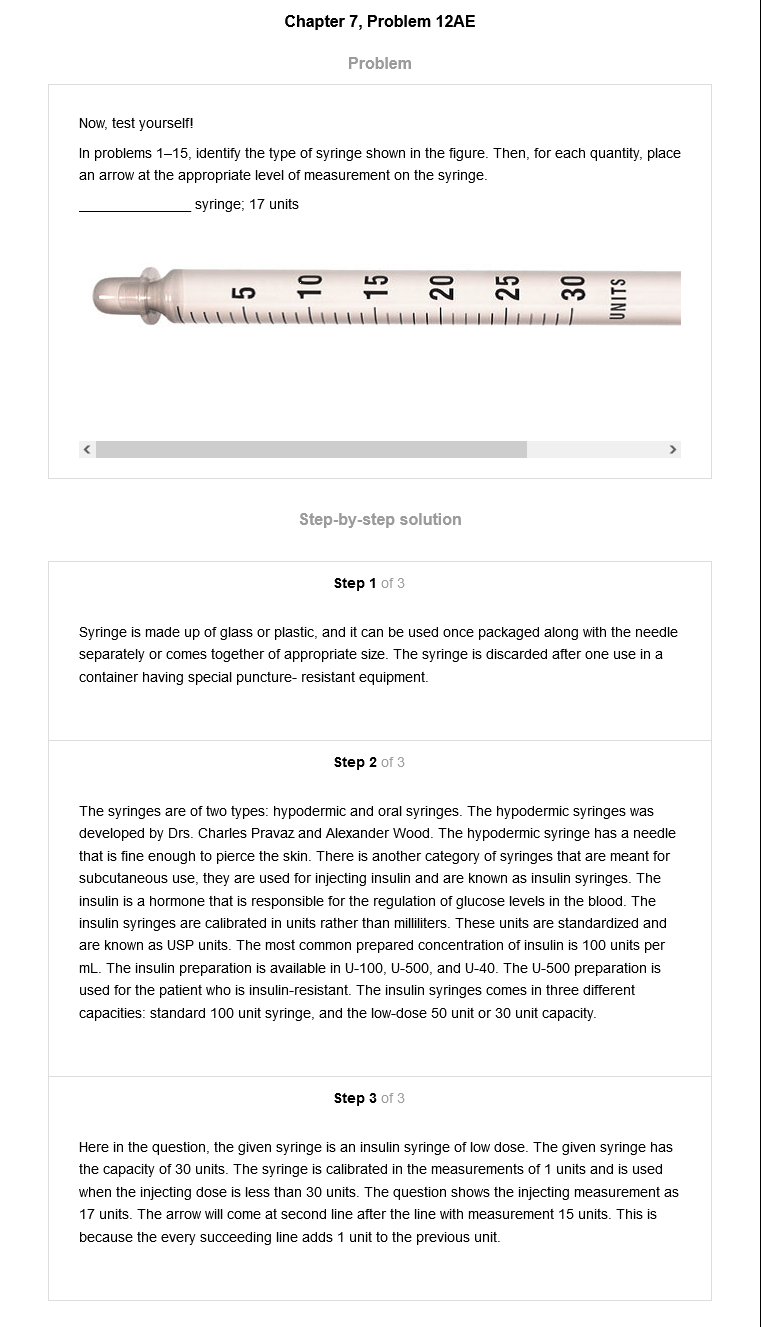 Chapter 7, Problem 12AE
Problem
Now, test yourself!
In problems 1–15, identify the type of syringe shown in the figure. Then, for each quantity, place
an arrow at the appropriate level of measurement on the syringe.
_______________ syringe; 17 units
5 10 15 20 25 30 UNITS
Step-by-step solution
Step 1 of 3
Syringe is made up of glass or plastic, and it can be used once packaged along with the needle
separately or comes together of appropriate size. The syringe is discarded after one use in a
container having special puncture- resistant equipment.
Step 2 of 3
The syringes are of two types: hypodermic and oral syringes. The hypodermic syringes was
developed by Drs. Charles Pravaz and Alexander Wood. The hypodermic syringe has a needle
that is fine enough to pierce the skin. There is another category of syringes that are meant for
subcutaneous use, they are used for injecting insulin and are known as insulin syringes. The
insulin is a hormone that is responsible for the regulation of glucose levels in the blood. The
insulin syringes are calibrated in units rather than milliliters. These units are standardized and
are known as USP units. The most common prepared concentration of insulin is 100 units per
mL. The insulin preparation is available in U-100, U-500, and U-40. The U-500 preparation is
used for the patient who is insulin-resistant. The insulin syringes comes in three different
capacities: standard 100 unit syringe, and the low-dose 50 unit or 30 unit capacity.
Step 3 of 3
Here in the question, the given syringe is an insulin syringe of low dose. The given syringe has
the capacity of 30 units. The syringe is calibrated in the measurements of 1 units and is used
when the injecting dose is less than 30 units. The question shows the injecting measurement as
17 units. The arrow will come at second line after the line with measurement 15 units. This is
because the every succeeding line adds 1 unit to the previous unit.